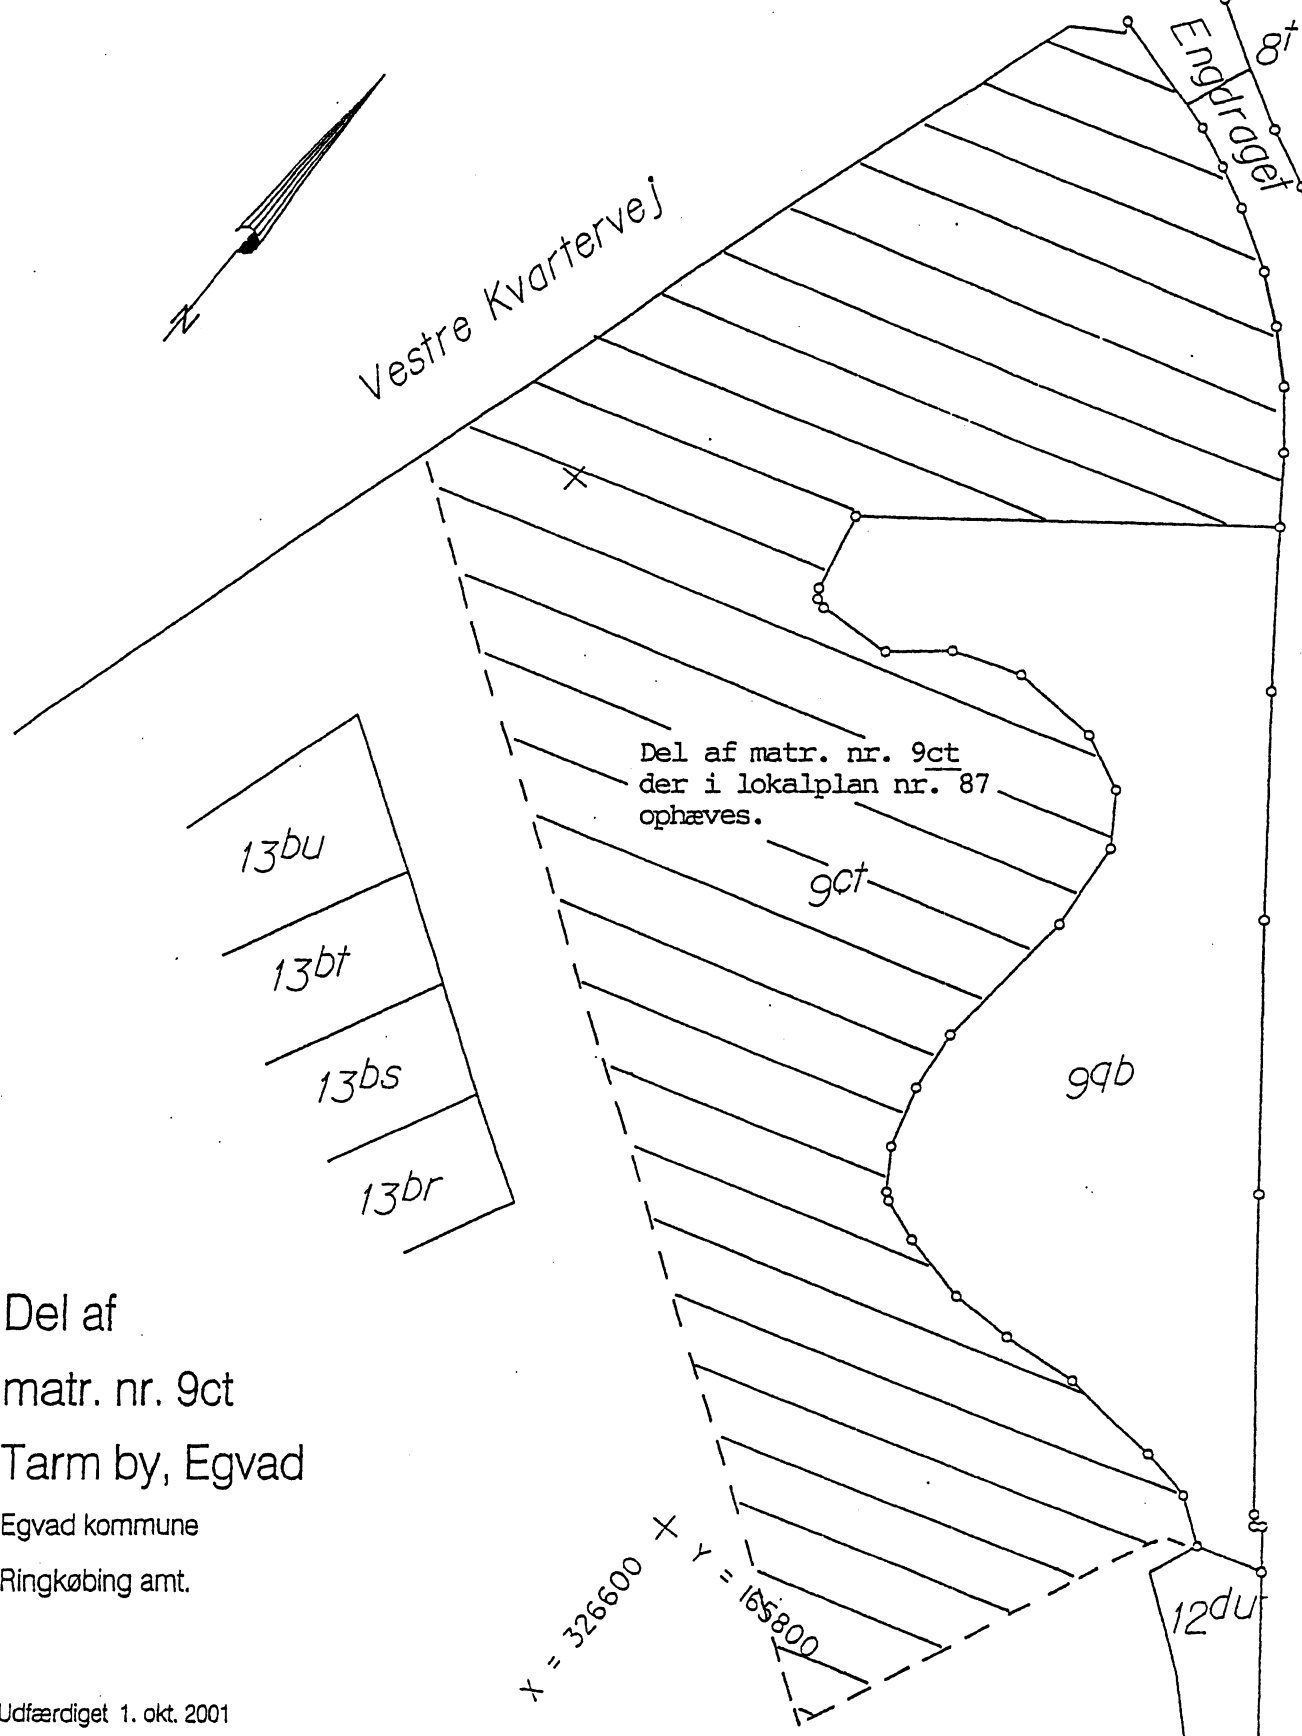 Engdraget
8t
N
Vestre Kvartervej
Del af matr. nr. 9ct
der i lokalplan nr. 87
ophæves.
9ct
13bu
13bt
13bs
13br
9qb
12du
X = 326600
Y = 165800
Del af
matr. nr. 9ct
Tarm by, Egvad
Egvad kommune
Ringkøbing amt.
Udfærdiget 1. okt. 2001